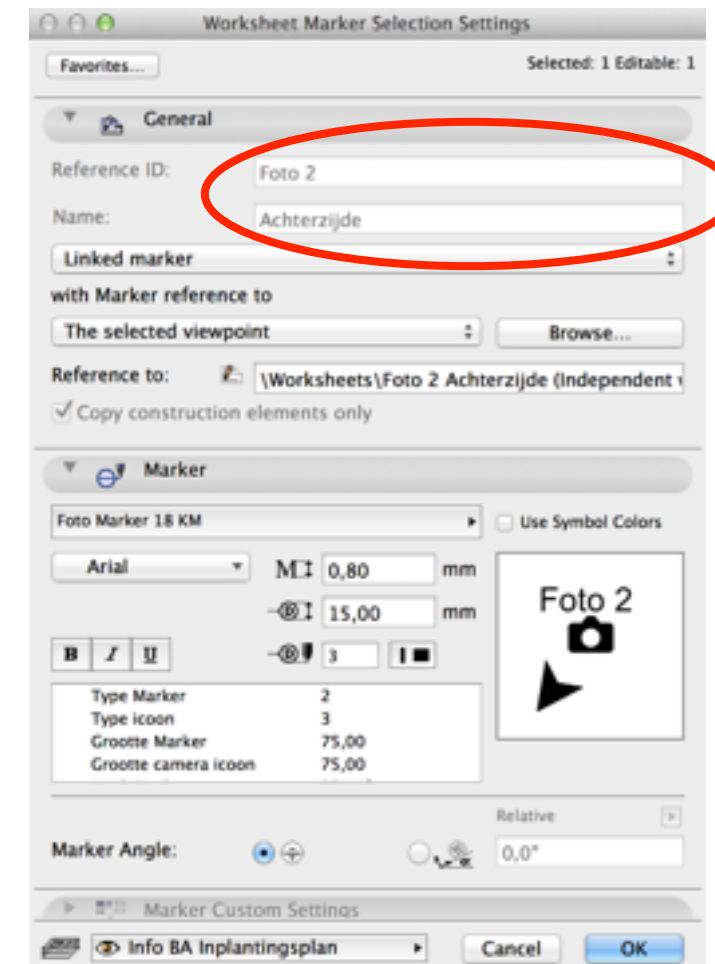 Worksheet Marker Selection Settings
Favorites...
Selected: 1 Editable: 1
General
Reference ID: Foto 2
Name: Achterzijde
Linked marker
with Marker reference to
The selected viewpoint Browse...
Reference to: \Worksheets\Foto 2 Achterzijde (Independent
Copy construction elements only
Marker
Foto Marker 18 KM Use Symbol Colors
Arial 0,80 mm
15,00 mm
B I U 3
Foto 2
Type Marker 2
Type icoon 3
Grootte Marker 75,00
Grootte camera icoon 75,00
Relative
Marker Angle: 0,0°
Marker Custom Settings
Info BA Inplantingsplan Cancel OK